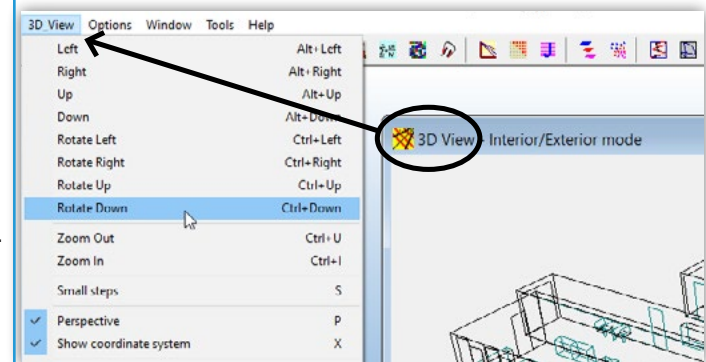 3D_View Options Window Tools Help
Left Alt+Left
Right Alt+Right
Up Alt+Up
Down Alt+Down
Rotate Left Ctrl+Left
Rotate Right Ctrl+Right
Rotate Up Ctrl+Up
Rotate Down Ctrl+Down
Zoom Out Ctrl+U
Zoom In Ctrl+I
Small steps S
Perspective P
Show coordinate system X
3D View - Interior/Exterior mode